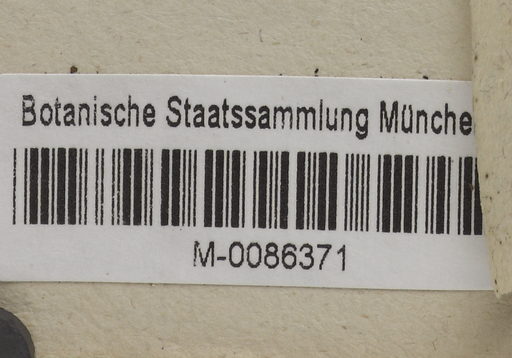 Botanische Staatssammlung Münche
M-0086371